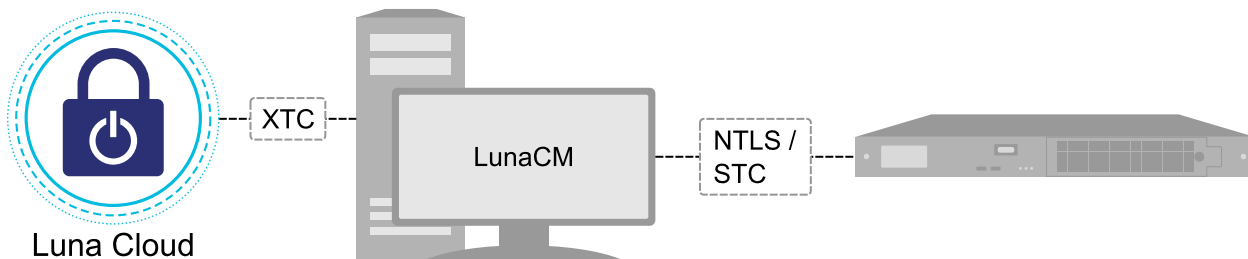 Luna Cloud
XTC
LunaCM
NTLS /
STC